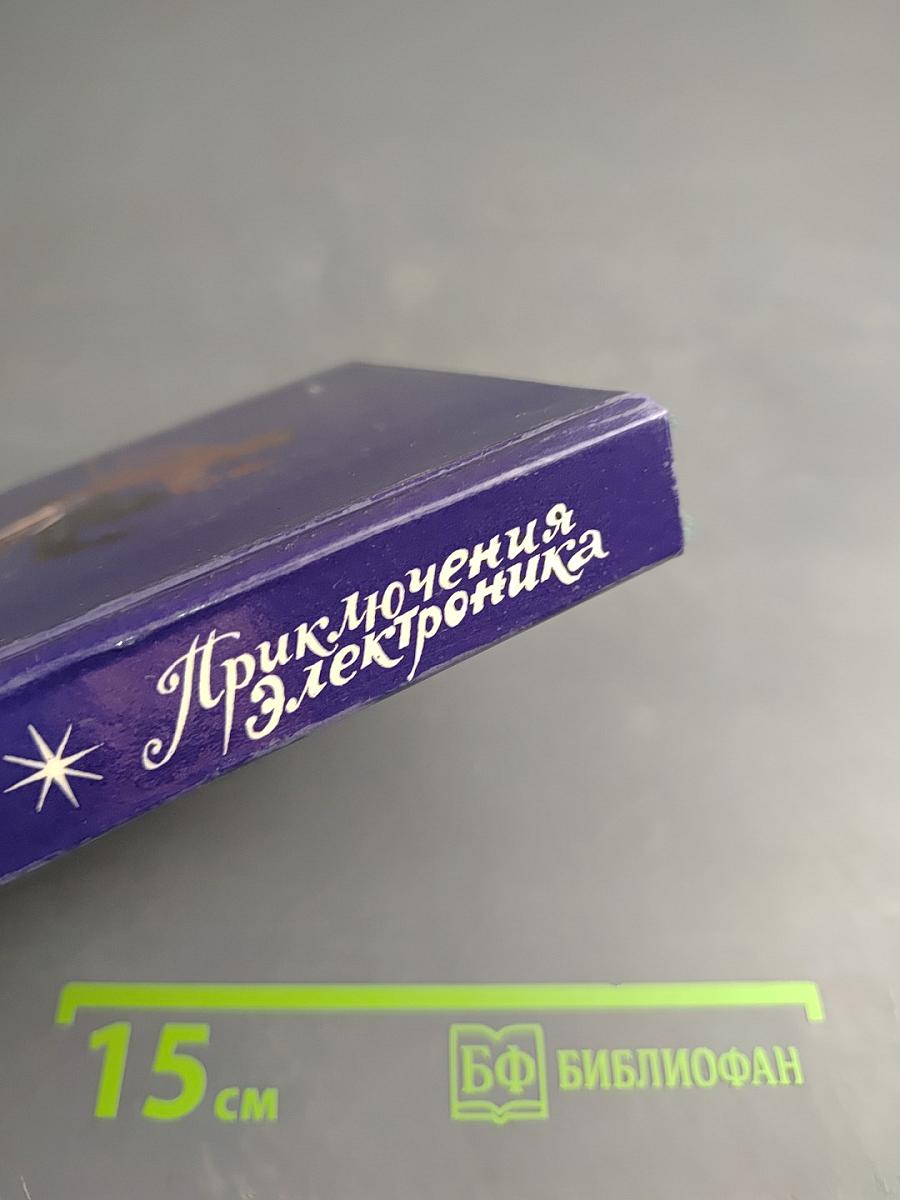 Приключения
Электроника
15 см
БФ БИБЛИОФАН